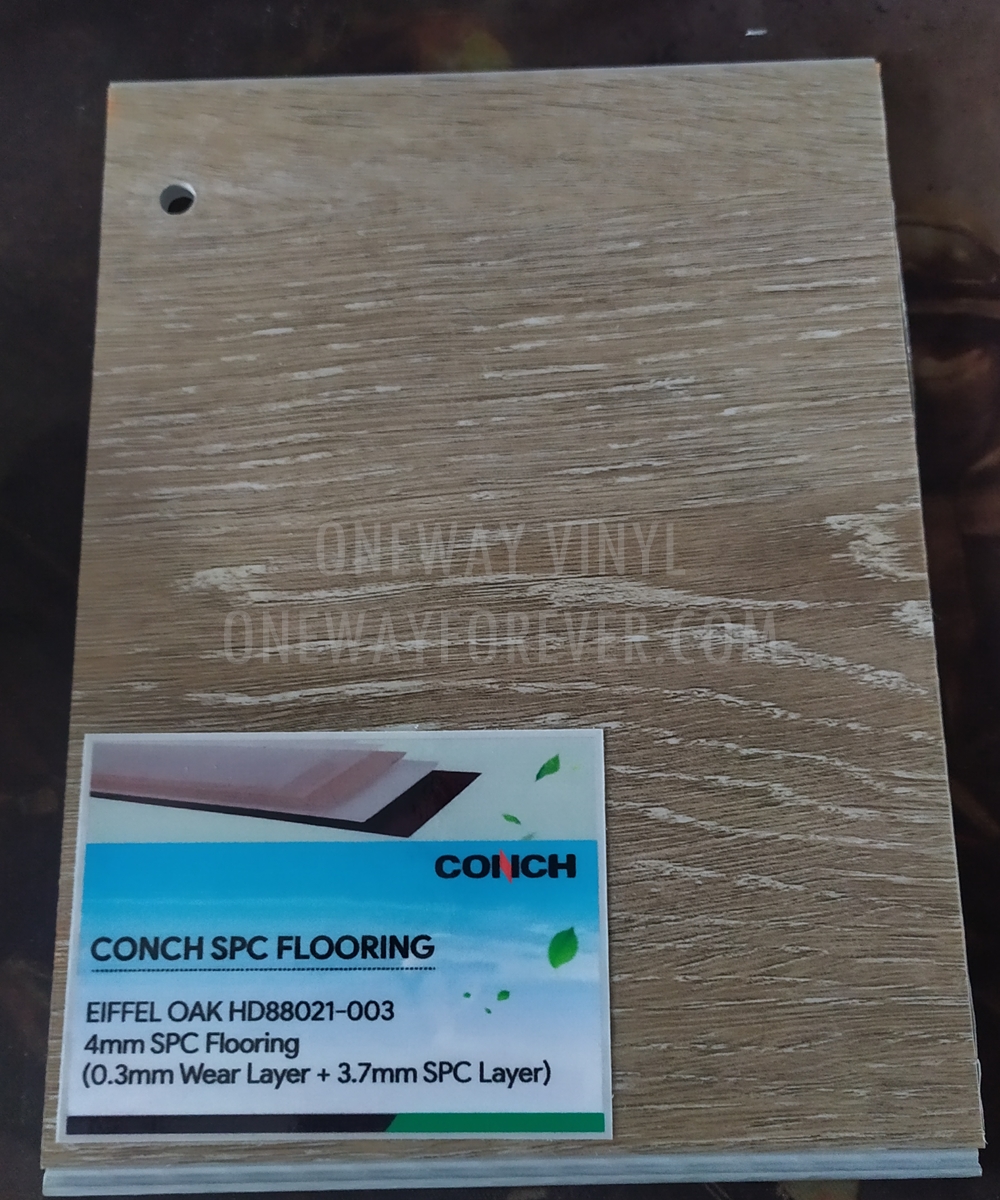 ONEWAY VINYL
ONEWAYFOREVER.COM
CONCH
CONCH SPC FLOORING
EIFFEL OAK HD88021-003
4mm SPC Flooring
(0.3mm Wear Layer + 3.7mm SPC Layer)